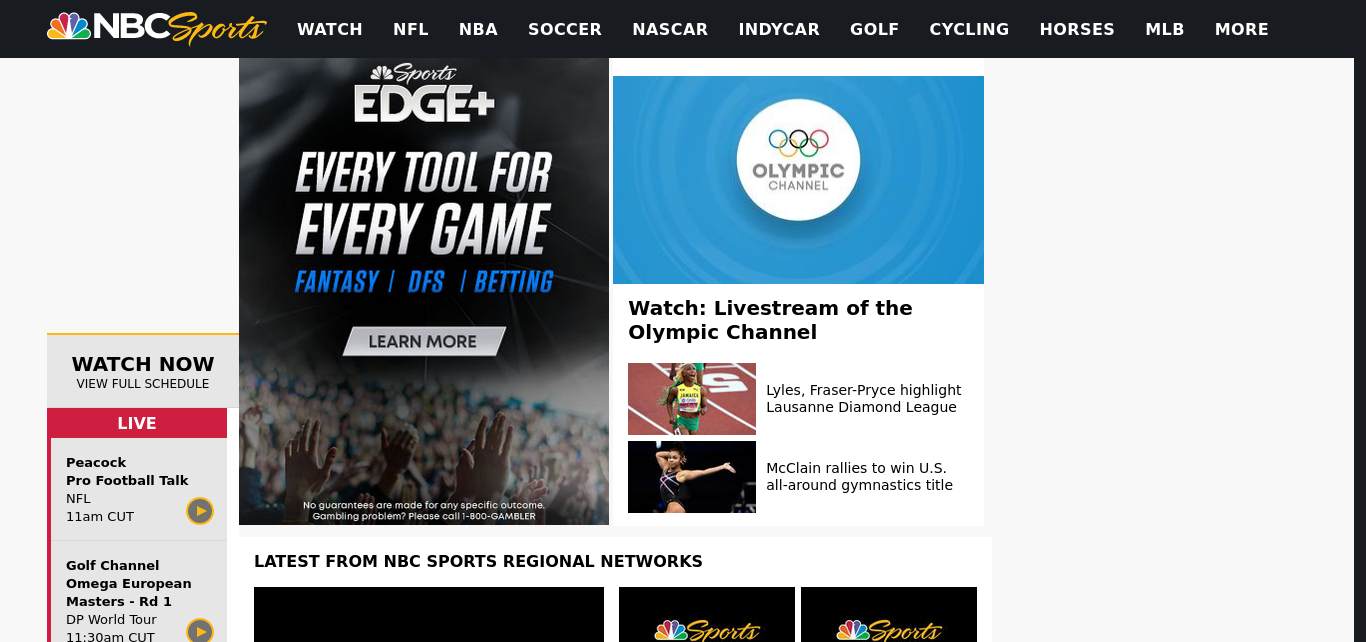 NBC Sports WATCH NFL NBA SOCCER NASCAR INDYCAR GOLF CYCLING HORSES MLB MORE
WATCH NOW
VIEW FULL SCHEDULE
LIVE
Peacock
Pro Football Talk
NFL
11am CUT
Golf Channel
Omega European
Masters - Rd 1
DP World Tour
11:30am CUT
Sports
EDGE+
EVERY TOOL FOR
EVERY GAME
FANTASY | DFS | BETTING
LEARN MORE
No guarantees are made for any specific outcome.
Gambling problem? Please call 1-800-GAMBLER
OLYMPIC
CHANNEL
Watch: Livestream of the
Olympic Channel
JAMAICA
Lyles, Fraser-Pryce highlight
Lausanne Diamond League
McClain rallies to win U.S.
all-around gymnastics title
LATEST FROM NBC SPORTS REGIONAL NETWORKS
Sports
Sports